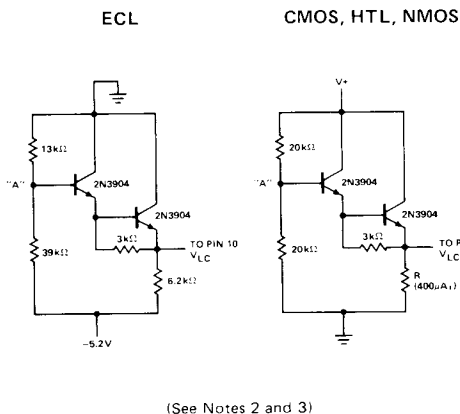 ECL
CMOS, HTL, NMOS
13kΩ
"A"
2N3904
2N3904
3kΩ
TO PIN 10
VLC
39kΩ
6.2kΩ
–5.2V
V+
20kΩ
"A"
2N3904
2N3904
3kΩ
TO P
VLC
20kΩ
R
(400μA)
(See Notes 2 and 3)